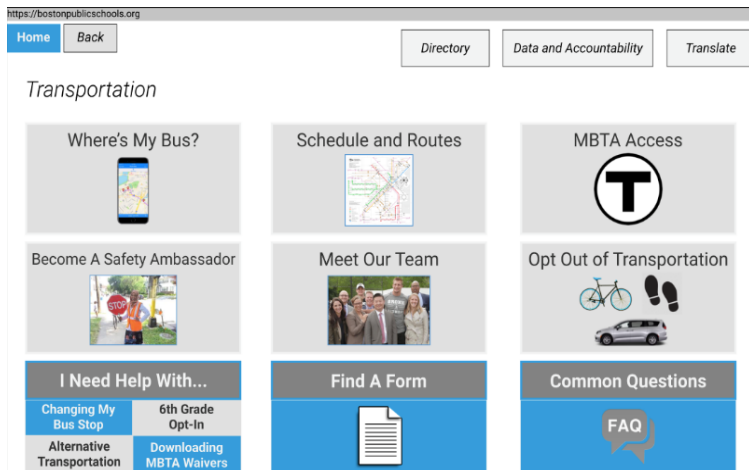 https://bostonpublicschools.org
Home
Back
Directory
Data and Accountability
Translate
Transportation
Where's My Bus?
Schedule and Routes
MBTA Access
T
Become A Safety Ambassador
Meet Our Team
Opt Out of Transportation
STOP
I Need Help With...
Find A Form
Common Questions
Changing My
Bus Stop
6th Grade
Opt-In
Alternative
Transportation
Downloading
MBTA Waivers
FAQ